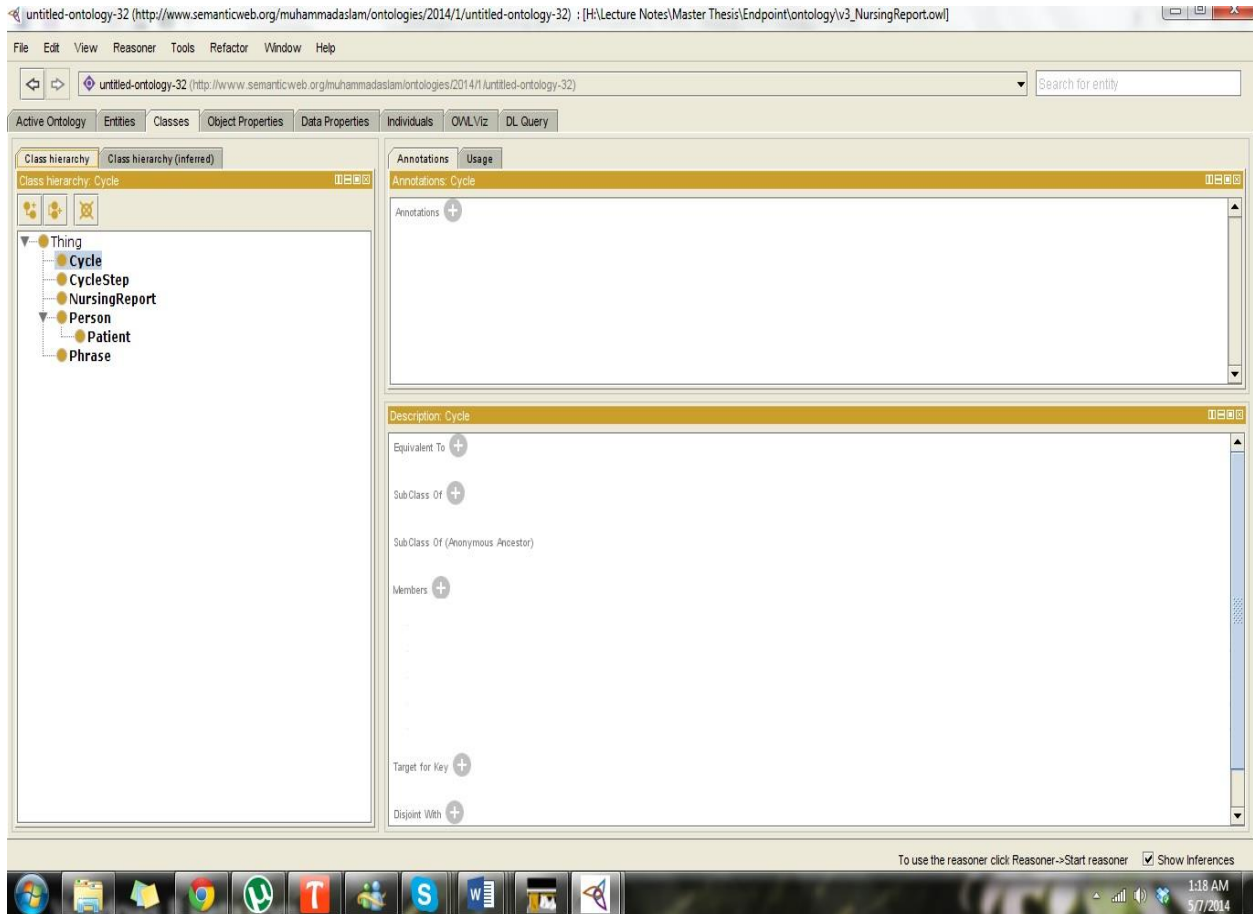 untitled-ontology-32 (http://www.semanticweb.org/muhammadaslam/ontologies/2014/1/untitled-ontology-32) : [H:\Lecture Notes\Master Thesis\Endpoint\ontology\v3_NursingReport.owl]
File Edit View Reasoner Tools Refactor Window Help
untitled-ontology-32 (http://www.semanticweb.org/muhammadaslam/ontologies/2014/1/untitled-ontology-32)
Search for entity
Active Ontology Entities Classes Object Properties Data Properties Individuals OWLViz DL Query
Class hierarchy Class hierarchy (inferred)
Class hierarchy: Cycle
Thing
Cycle
CycleStep
NursingReport
Person
Patient
Phrase
Annotations Usage
Annotations: Cycle
Annotations
Description: Cycle
Equivalent To
SubClass Of
SubClass Of (Anonymous Ancestor)
Members
Target for Key
Disjoint With
To use the reasoner click Reasoner->Start reasoner Show Inferences
1:18 AM
5/7/2014